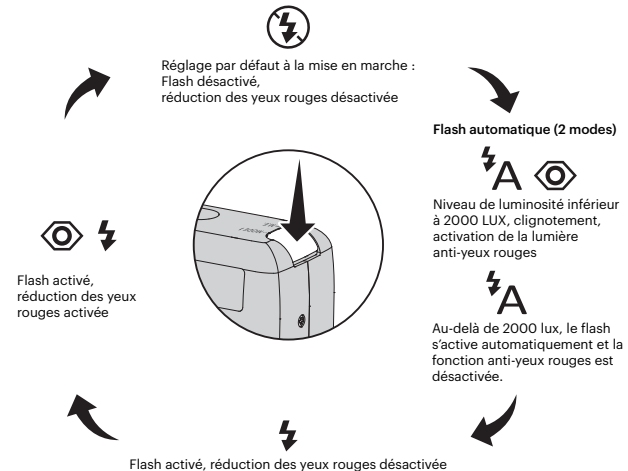 Réglage par défaut à la mise en marche :
Flash désactivé,
réduction des yeux rouges désactivée
Flash automatique (2 modes)
A
Niveau de luminosité inférieur
à 2000 LUX, clignotement,
activation de la lumière
anti-yeux rouges
A
Au-delà de 2000 lux, le flash
s’active automatiquement et la
fonction anti-yeux rouges est
désactivée.
Flash activé, réduction des yeux rouges désactivée
Flash activé,
réduction des yeux
rouges activée